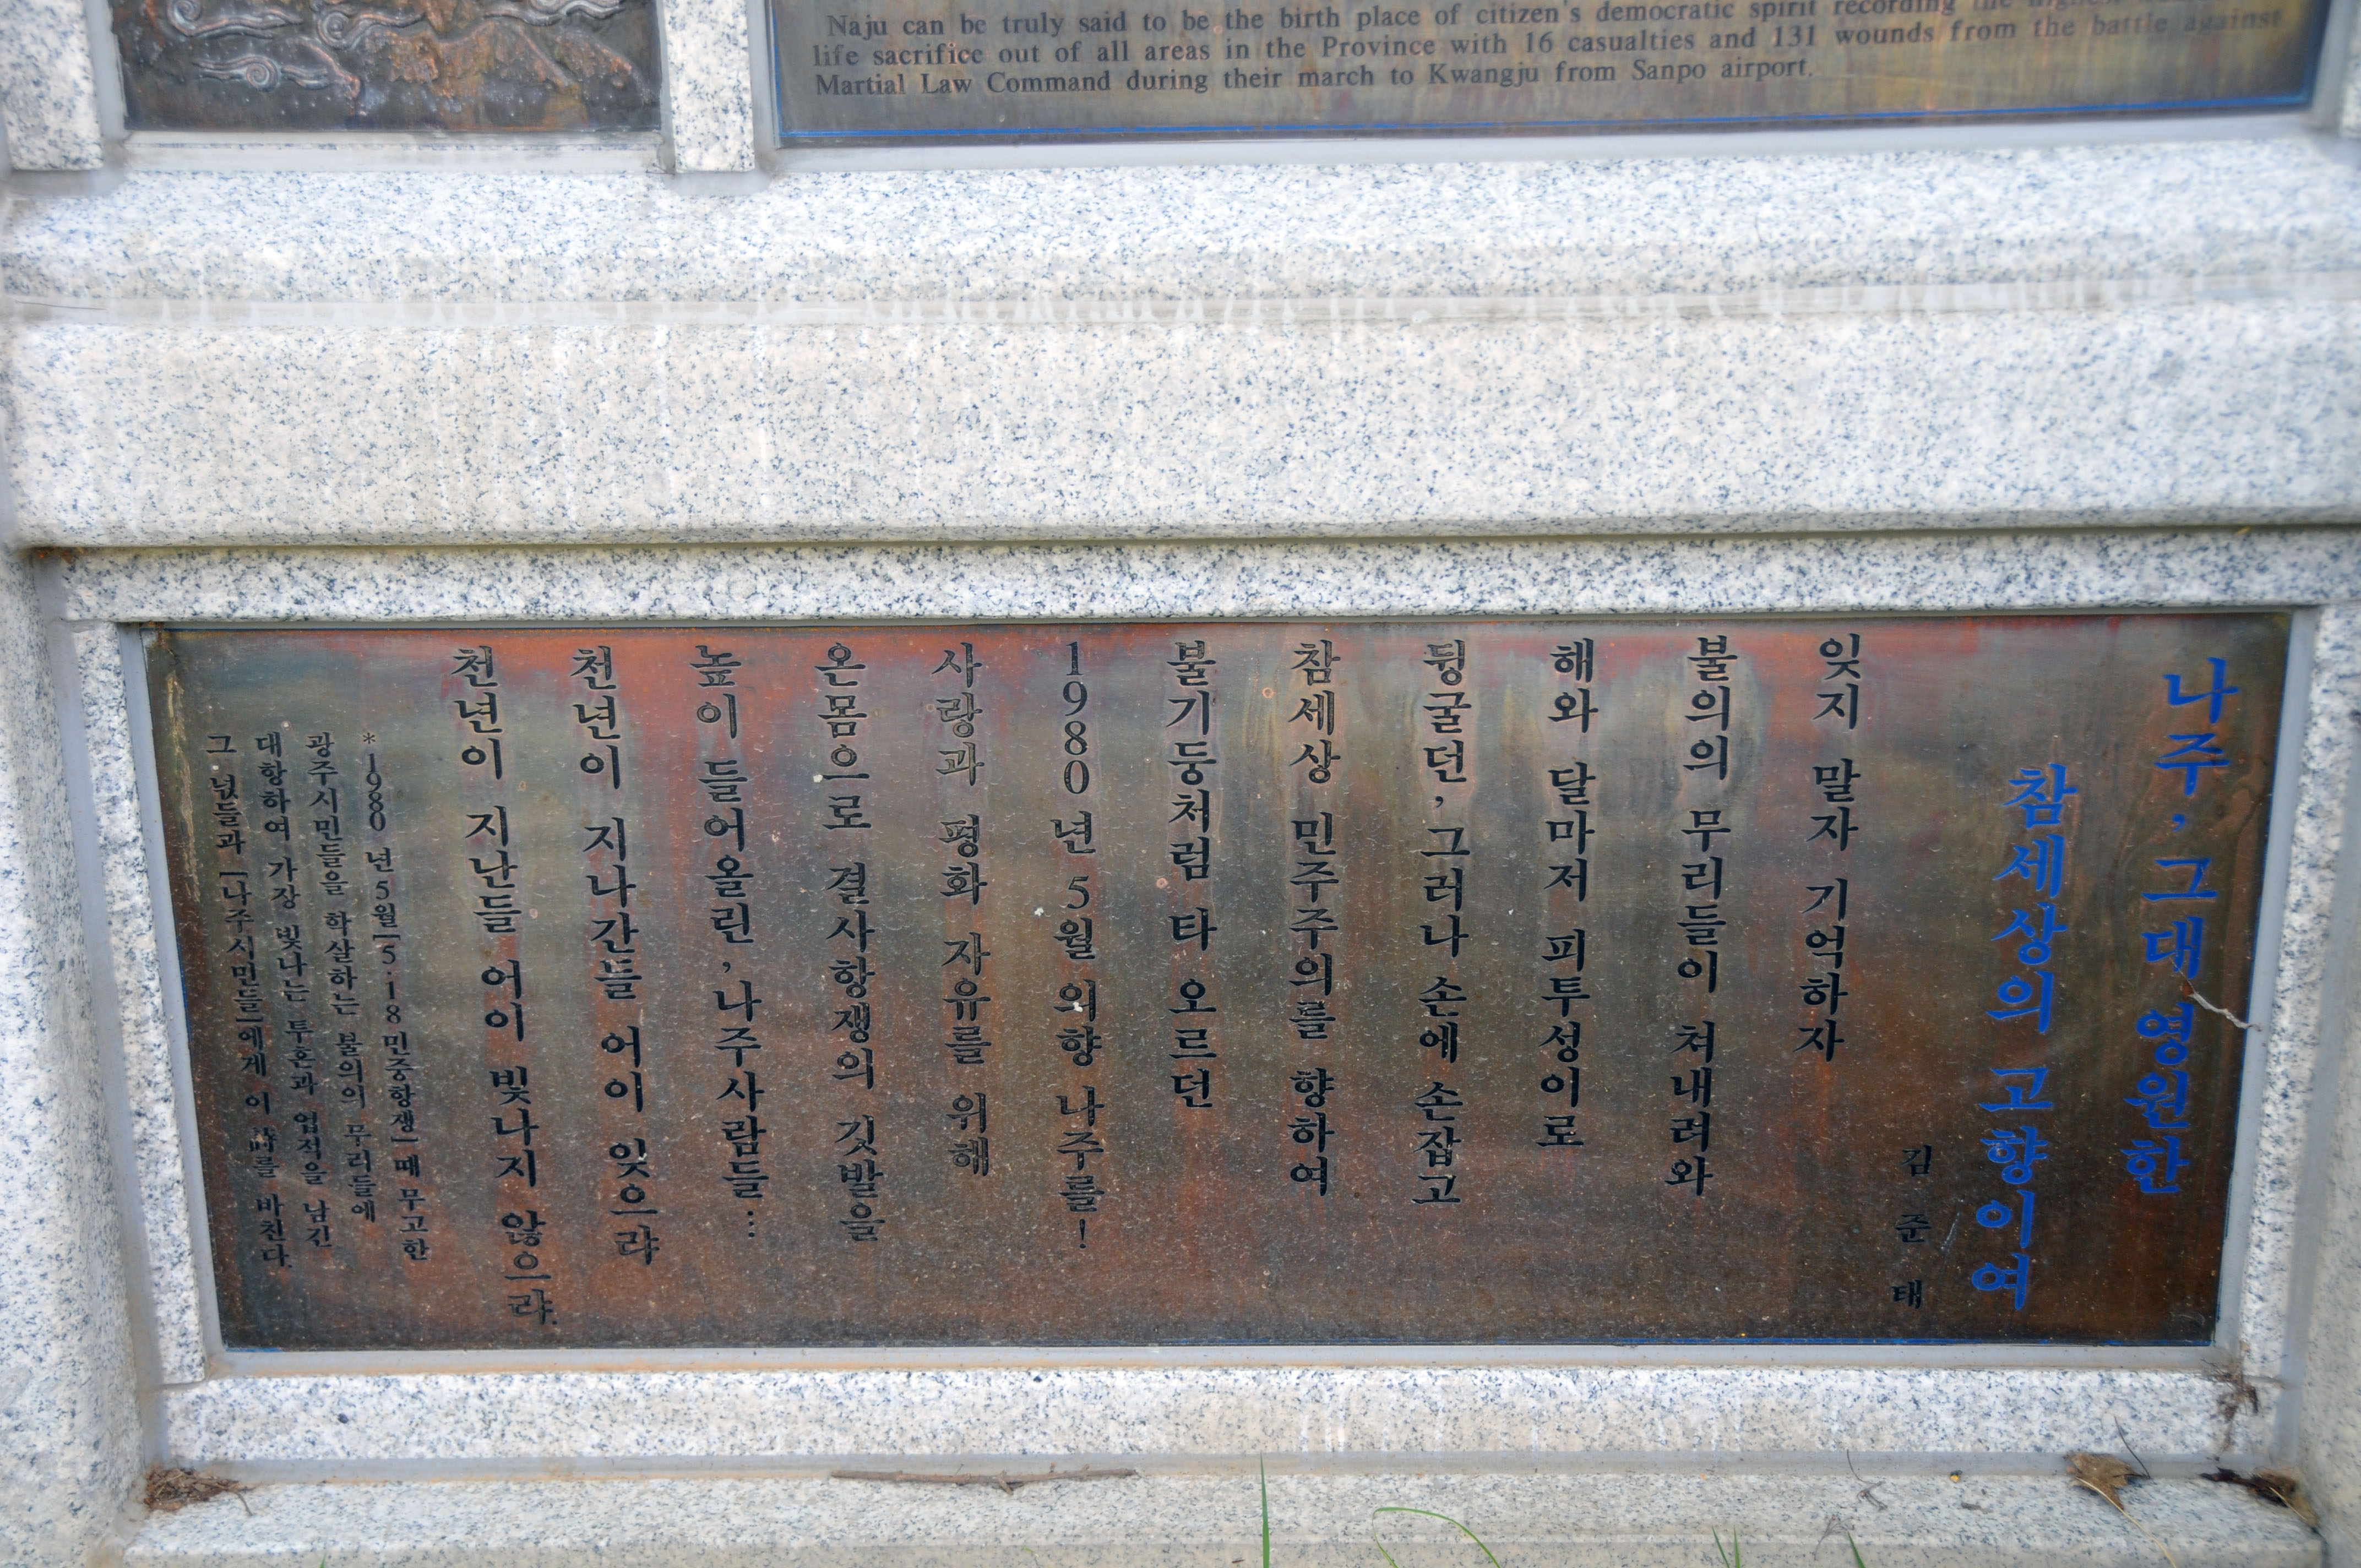 Naju can be truly said to be the birth place of citizen's democratic spirit recording the highest
life sacrifice out of all areas in the Province with 16 casualties and 131 wounds from the battle against
Martial Law Command during their march to Kwangju from Sanpo airport.
나주, 그대 영원한
참세상의 고향이여
김준태
잊지 말자 기억하자
불의의 무리들이 쳐내려와
해와 달마저 피투성이로
뒹굴던, 그러나 손에 손잡고
참세상 민주주의를 향하여
불기둥처럼 타 오르던
1980년 5월 의향 나주를!
사랑과 평화 자유를 위해
온몸으로 결사항쟁의 깃발을
높이 들어올린, 나주사람들…
천년이 지나간들 어이 잊으랴
천년이 지난들 어이 빛나지 않으랴.
*1980년 5월 「5·18민중항쟁」때 무고한
광주시민들을 학살하는 불의의 무리들에
대항하여 가장 빛나는 투혼과 업적을 남긴
그 넋들과 「나주시민들」에게 이 詩를 바친다.